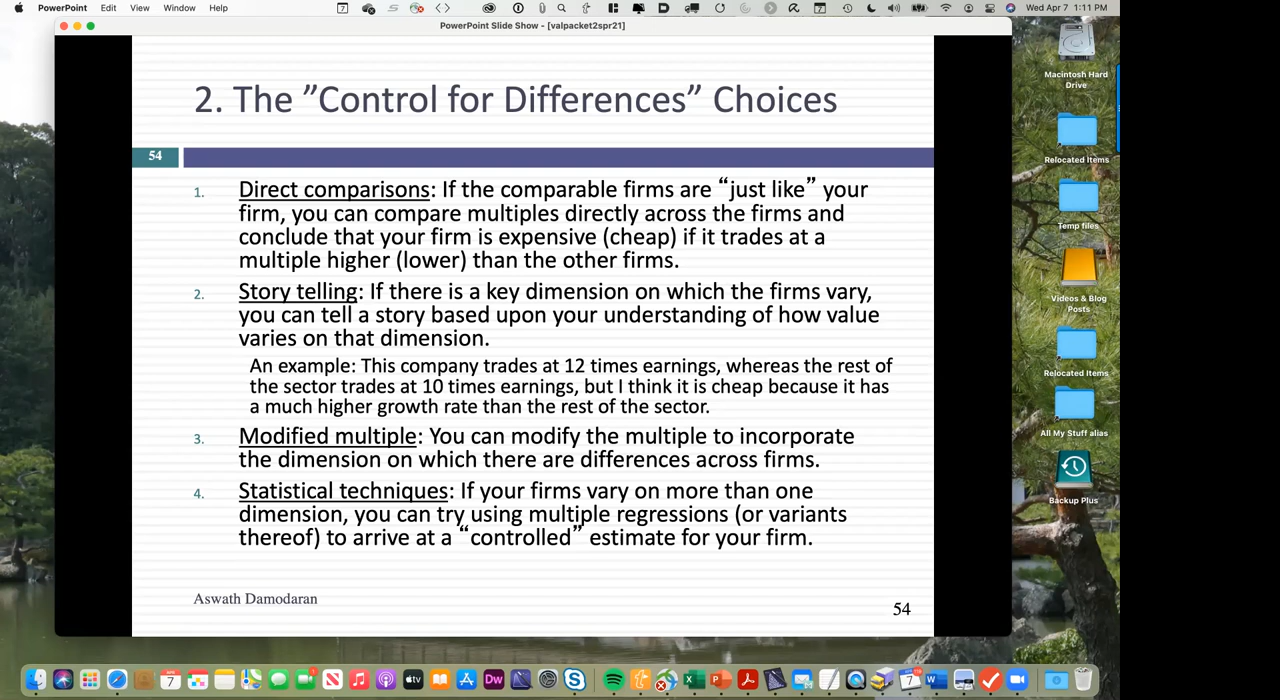 PowerPoint Edit View Window Help
Wed Apr 7 1:11 PM
PowerPoint Slide Show - [valpacket2spr21]
2. The ”Control for Differences” Choices
54
1. Direct comparisons: If the comparable firms are “just like” your
firm, you can compare multiples directly across the firms and
conclude that your firm is expensive (cheap) if it trades at a
multiple higher (lower) than the other firms.
2. Story telling: If there is a key dimension on which the firms vary,
you can tell a story based upon your understanding of how value
varies on that dimension.
An example: This company trades at 12 times earnings, whereas the rest of
the sector trades at 10 times earnings, but I think it is cheap because it has
a much higher growth rate than the rest of the sector.
3. Modified multiple: You can modify the multiple to incorporate
the dimension on which there are differences across firms.
4. Statistical techniques: If your firms vary on more than one
dimension, you can try using multiple regressions (or variants
thereof) to arrive at a “controlled” estimate for your firm.
Aswath Damodaran
54
Macintosh Hard
Drive
Relocated Items
Temp files
Videos & Blog
Posts
Relocated Items
All My Stuff alias
Backup Plus